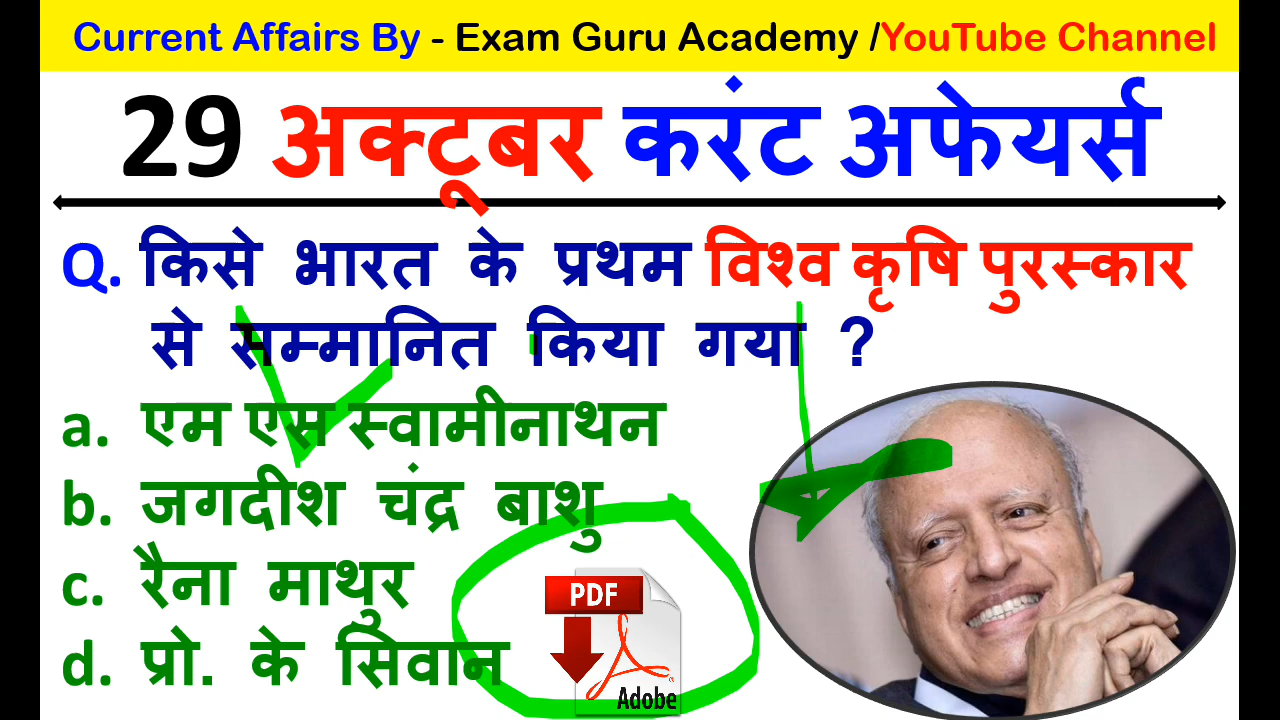 Current Affairs By - Exam Guru Academy /YouTube Channel
29 अक्टूबर करंट अफेयर्स
Q. किसे भारत के प्रथम विश्व कृषि पुरस्कार
से सम्मानित किया गया ?
a. एम एस स्वामीनाथन
b. जगदीश चंद्र बाशु
c. रैना माथुर
d. प्रो. के सिवान
PDF
Adobe